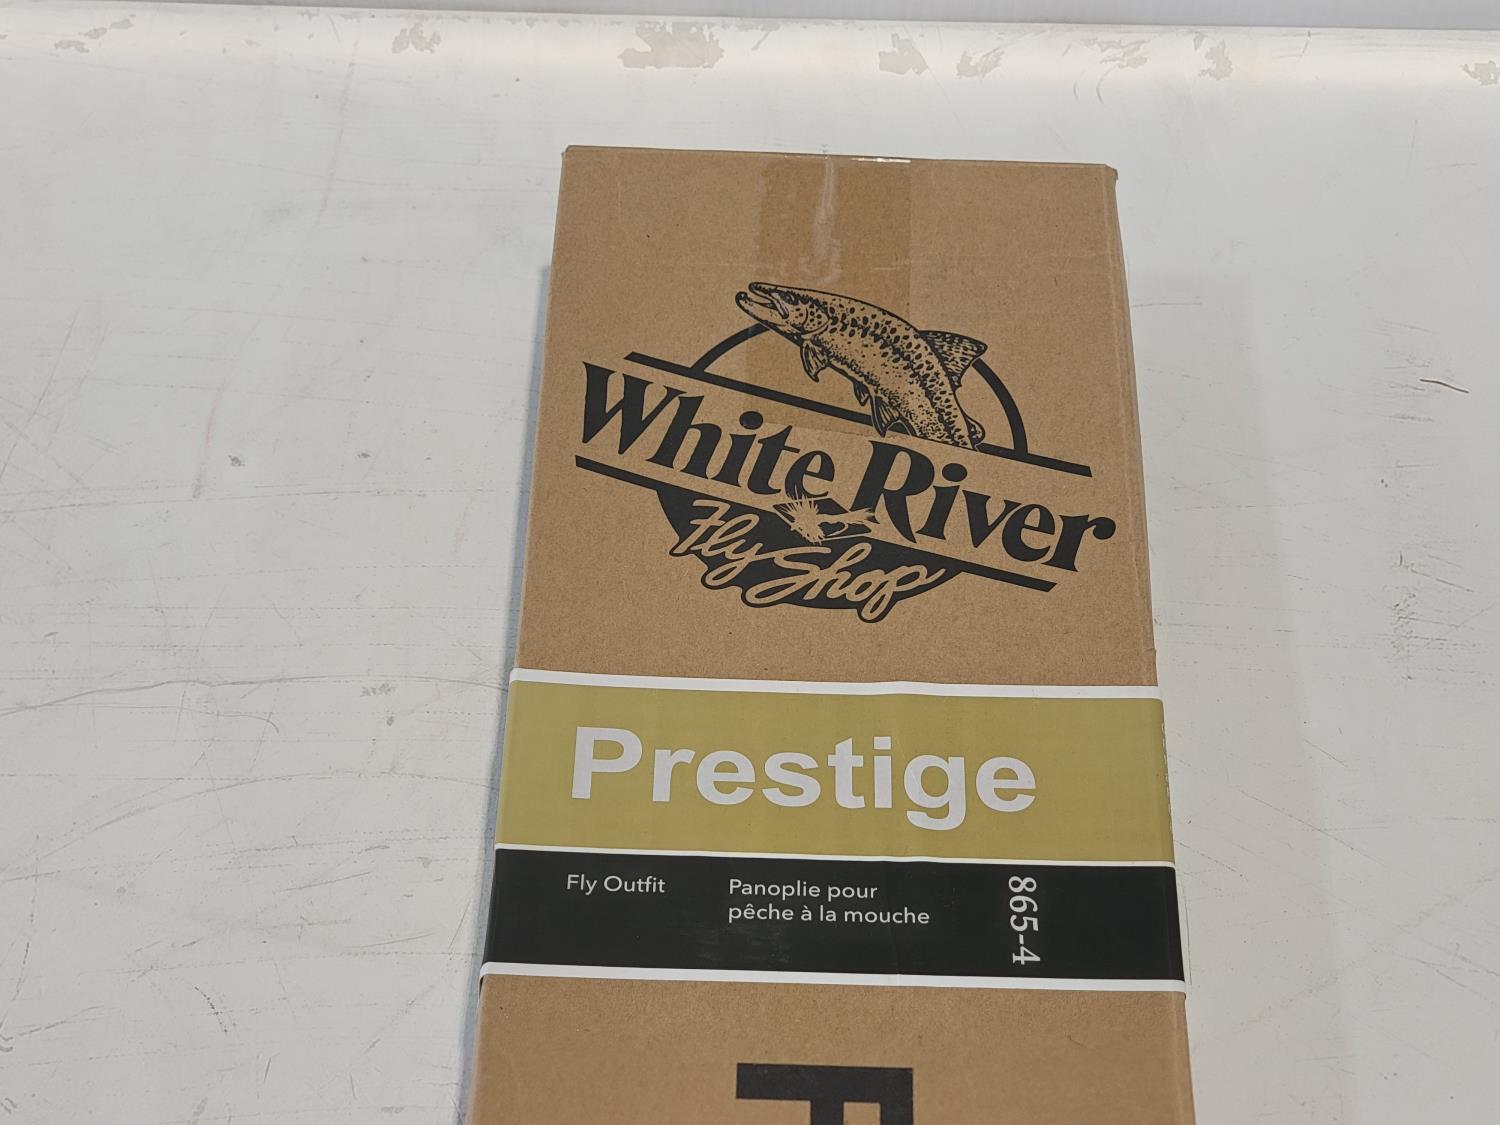 White River
Fly Shop
Prestige
Fly Outfit
Panoplie pour
pêche à la mouche
865-4